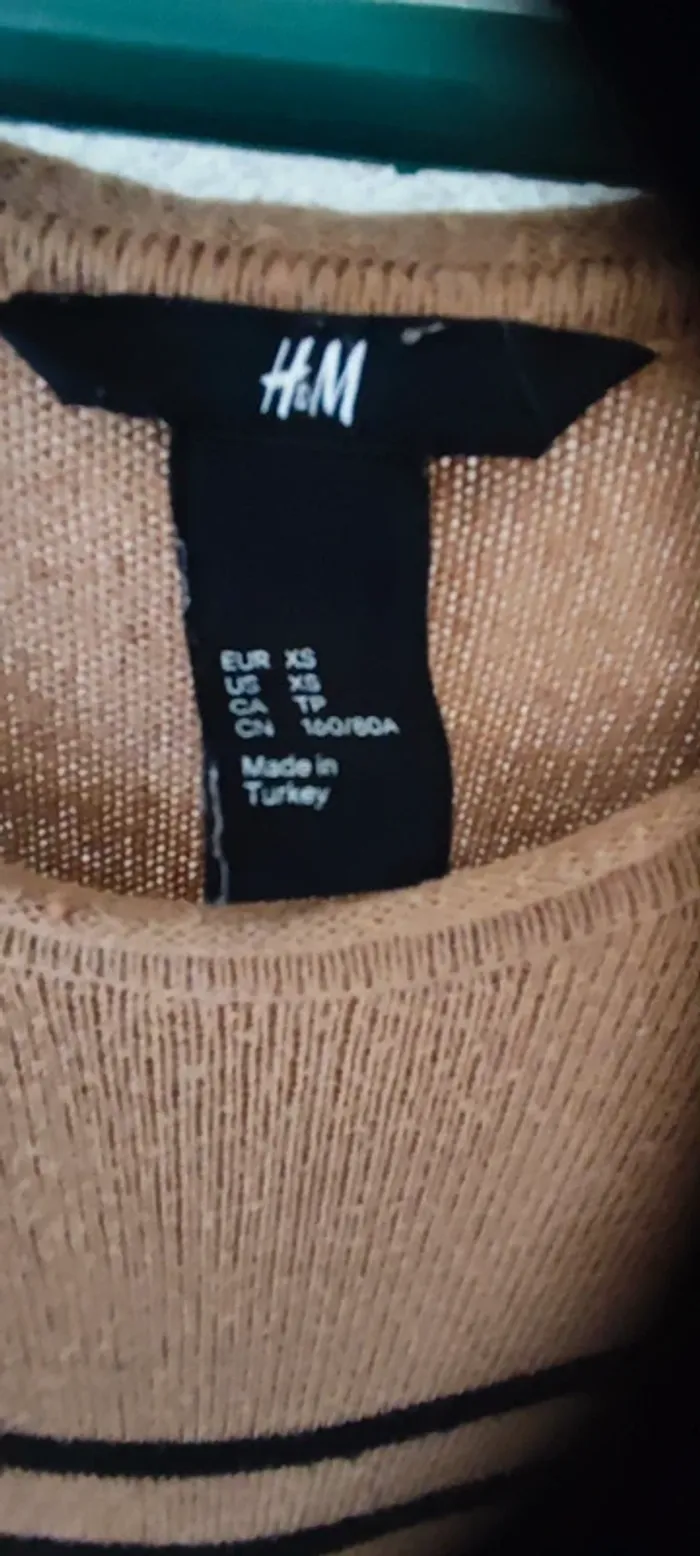 H&M
EUR XS
US XS
CA TP
CN 160/80A
Made in
Turkey